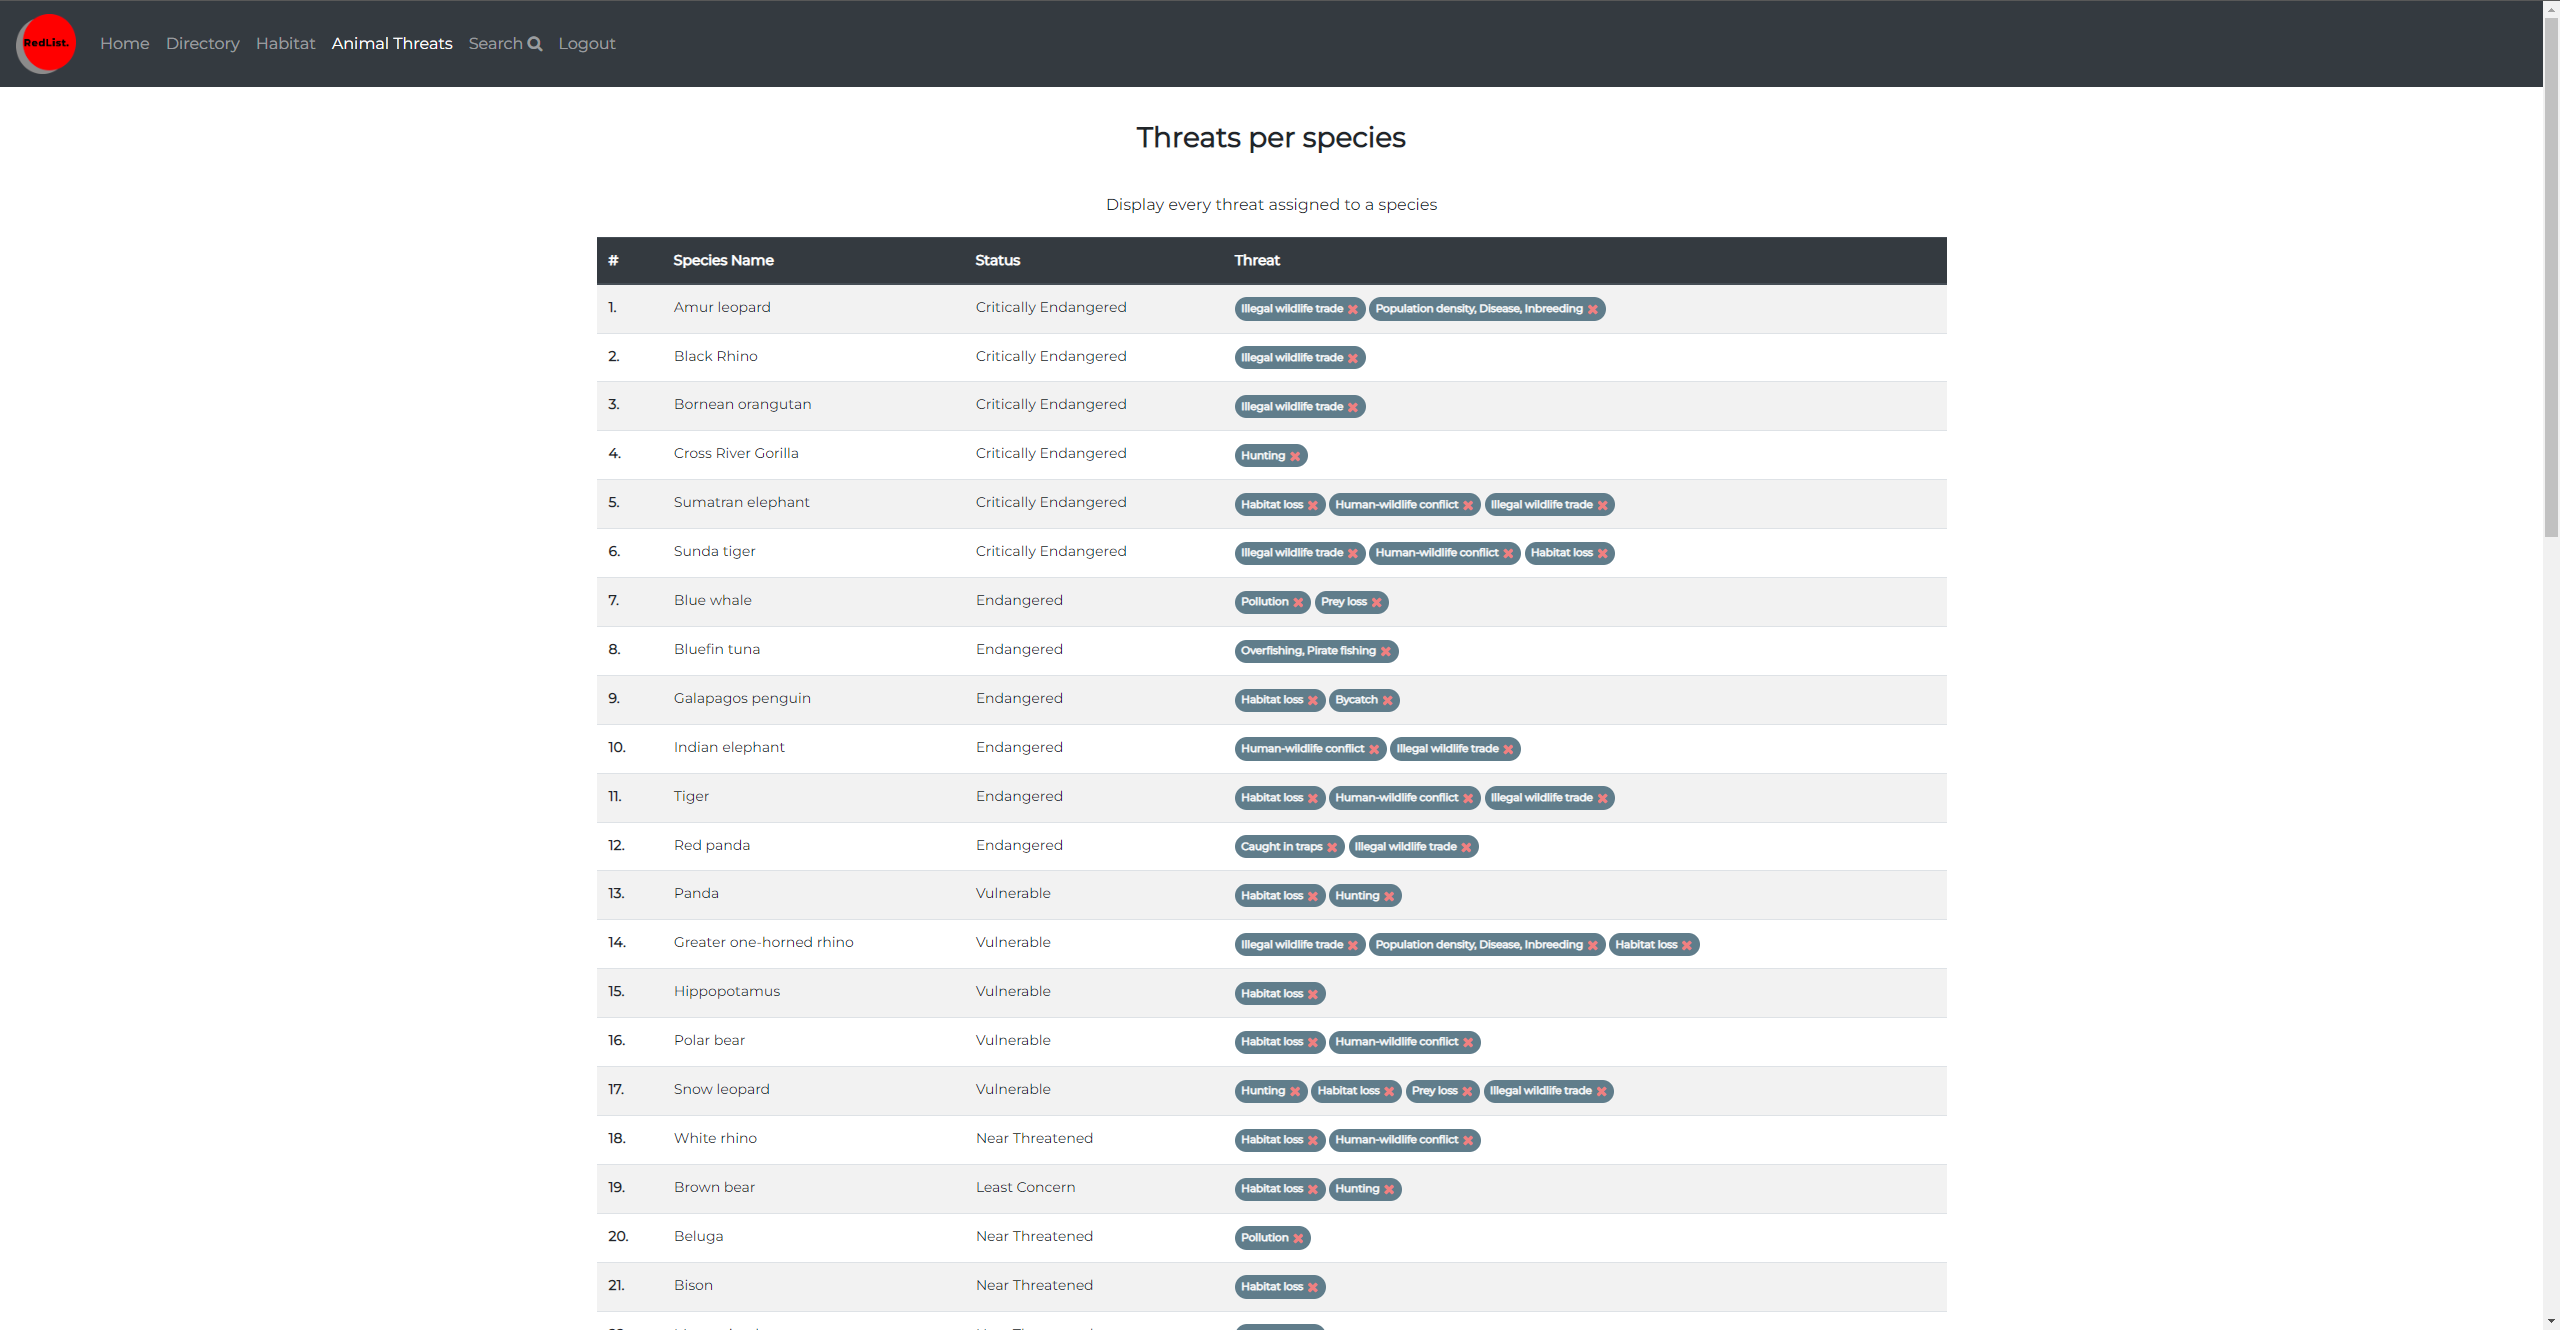 RedList.
Home Directory Habitat Animal Threats Search Logout
Threats per species
Display every threat assigned to a species
# Species Name Status Threat
1. Amur leopard Critically Endangered Illegal wildlife trade Population density, Disease, Inbreeding
2. Black Rhino Critically Endangered Illegal wildlife trade
3. Bornean orangutan Critically Endangered Illegal wildlife trade
4. Cross River Gorilla Critically Endangered Hunting
5. Sumatran elephant Critically Endangered Habitat loss Human-wildlife conflict Illegal wildlife trade
6. Sunda tiger Critically Endangered Illegal wildlife trade Human-wildlife conflict Habitat loss
7. Blue whale Endangered Pollution Prey loss
8. Bluefin tuna Endangered Overfishing, Pirate fishing
9. Galapagos penguin Endangered Habitat loss Bycatch
10. Indian elephant Endangered Human-wildlife conflict Illegal wildlife trade
11. Tiger Endangered Habitat loss Human-wildlife conflict Illegal wildlife trade
12. Red panda Endangered Caught in traps Illegal wildlife trade
13. Panda Vulnerable Habitat loss Hunting
14. Greater one-horned rhino Vulnerable Illegal wildlife trade Population density, Disease, Inbreeding Habitat loss
15. Hippopotamus Vulnerable Habitat loss
16. Polar bear Vulnerable Habitat loss Human-wildlife conflict
17. Snow leopard Vulnerable Hunting Habitat loss Prey loss Illegal wildlife trade
18. White rhino Near Threatened Habitat loss Human-wildlife conflict
19. Brown bear Least Concern Habitat loss Hunting
20. Beluga Near Threatened Pollution
21. Bison Near Threatened Habitat loss